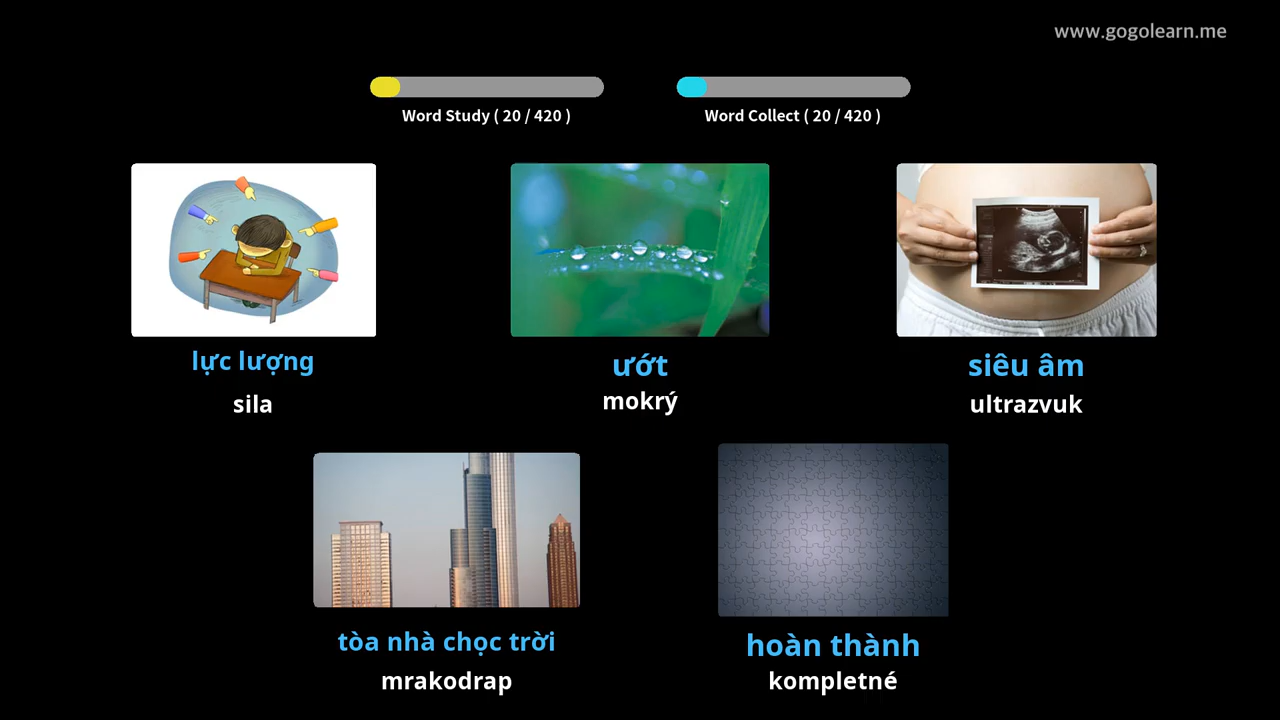 www.gogolearn.me
Word Study ( 20 / 420 )
Word Collect ( 20 / 420 )
lực lượng
sila
ướt
mokrý
siêu âm
ultrazvuk
tòa nhà chọc trời
mrakodrap
hoàn thành
kompletné